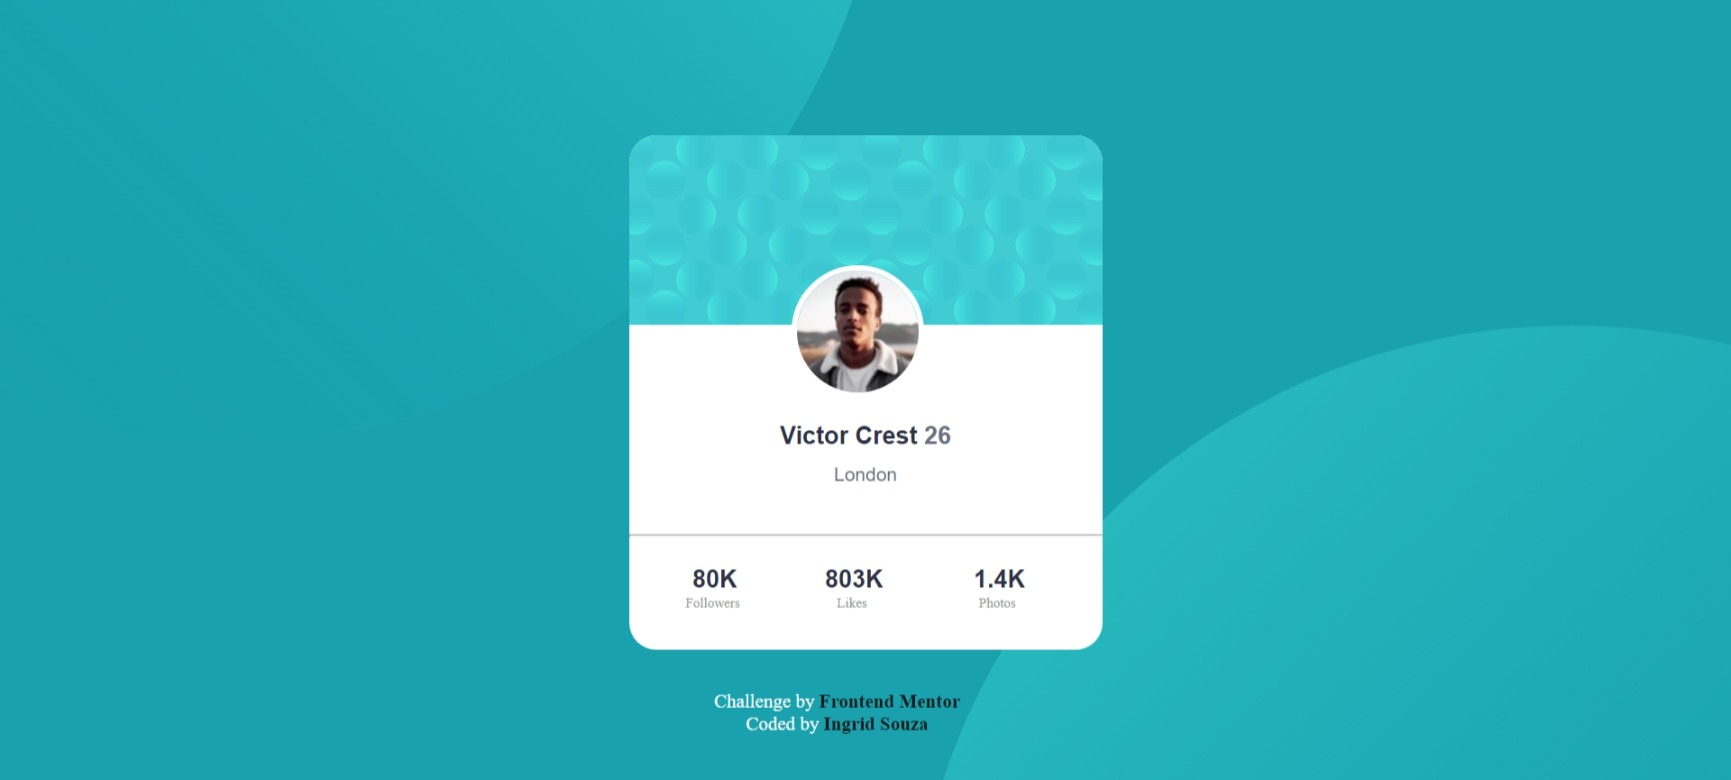 Victor Crest 26
London
80K 803K 1.4K
Followers Likes Photos
Challenge by Frontend Mentor
Coded by Ingrid Souza